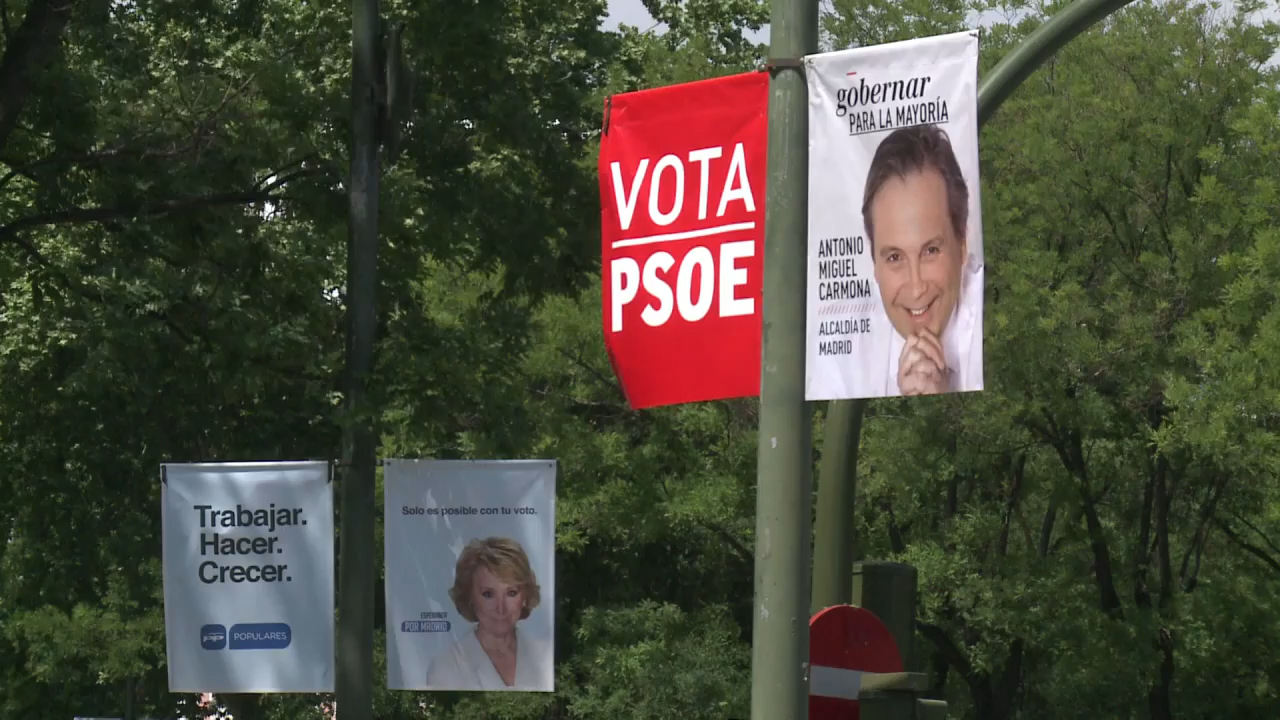 VOTA
PSOE
gobernar
PARA LA MAYORÍA
ANTONIO
MIGUEL
CARMONA
ALCALDÍA DE
MADRID
Trabajar.
Hacer.
Crecer.
POPULARES
Solo es posible con tu voto.
ESPERANZA
POR MADRID